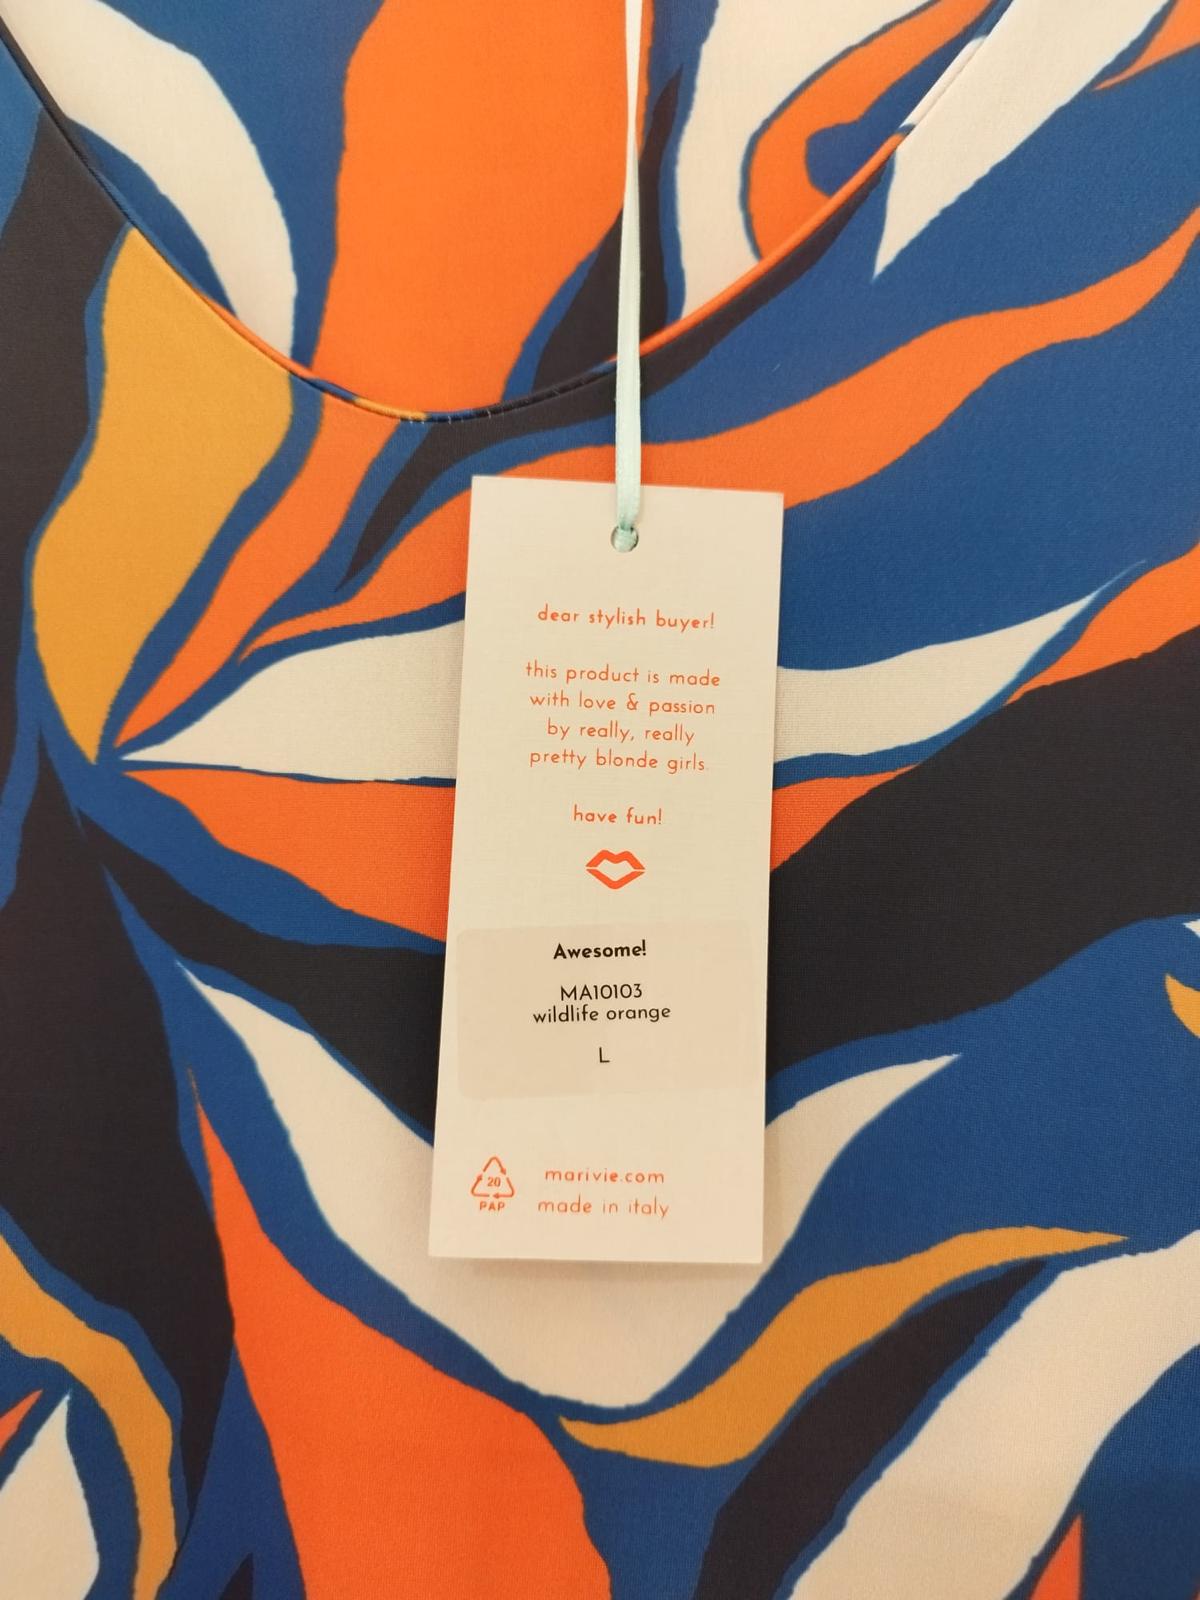 dear stylish buyer!
this product is made
with love & passion
by really, really
pretty blonde girls.
have fun!
Awesome!
MA10103
wildlife orange
L
20
PAP
marivie.com
made in italy